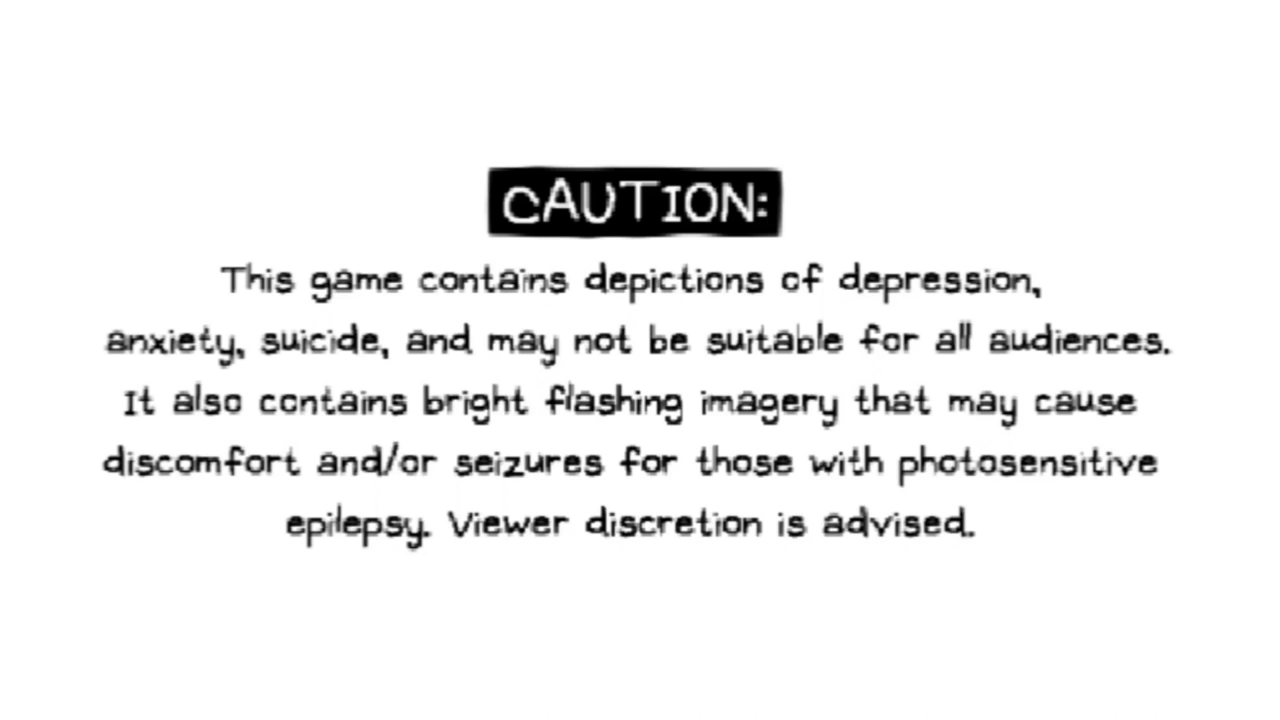 CAUTION:
This game contains depictions of depression,
anxiety, suicide, and may not be suitable for all audiences.
It also contains bright flashing imagery that may cause
discomfort and/or seizures for those with photosensitive
epilepsy. Viewer discretion is advised.